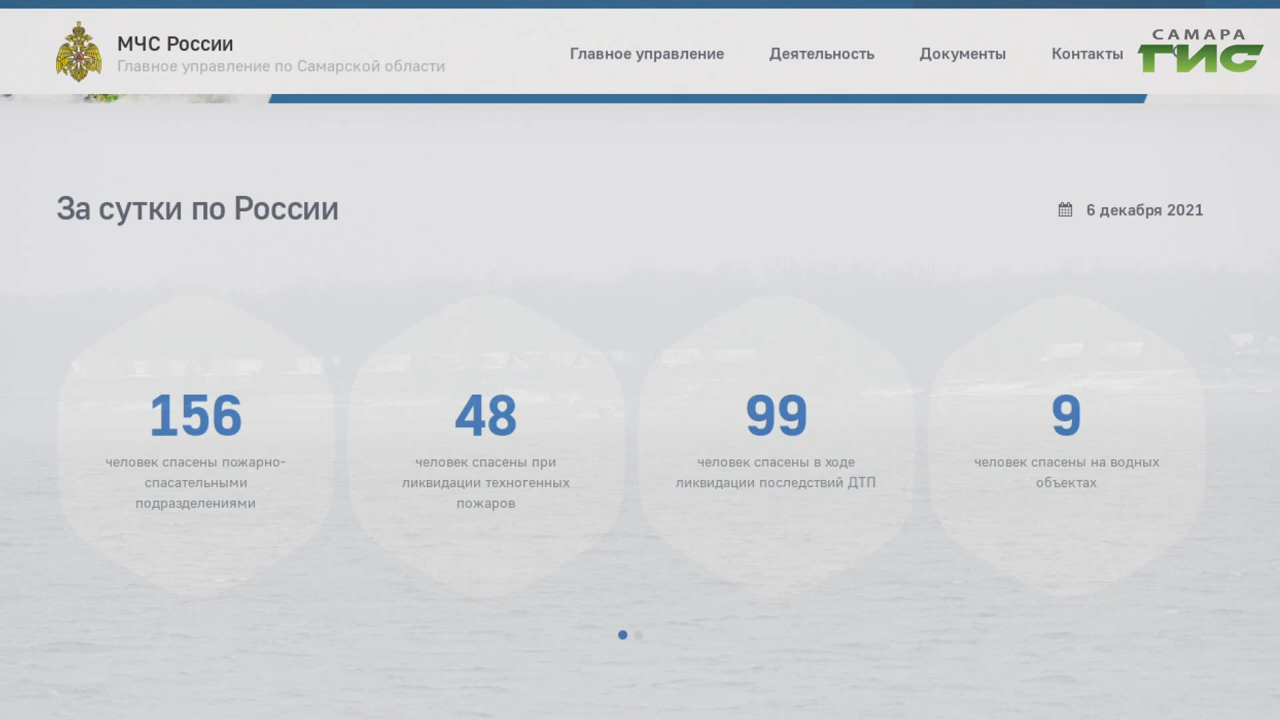 МЧС России
Главное управление по Самарской области
Главное управление
Деятельность
Документы
Контакты
САМАРА
ГИС
За сутки по России
6 декабря 2021
156
человек спасены пожарно-
спасательными
подразделениями
48
человек спасены при
ликвидации техногенных
пожаров
99
человек спасены в ходе
ликвидации последствий ДТП
9
человек спасены на водных
объектах